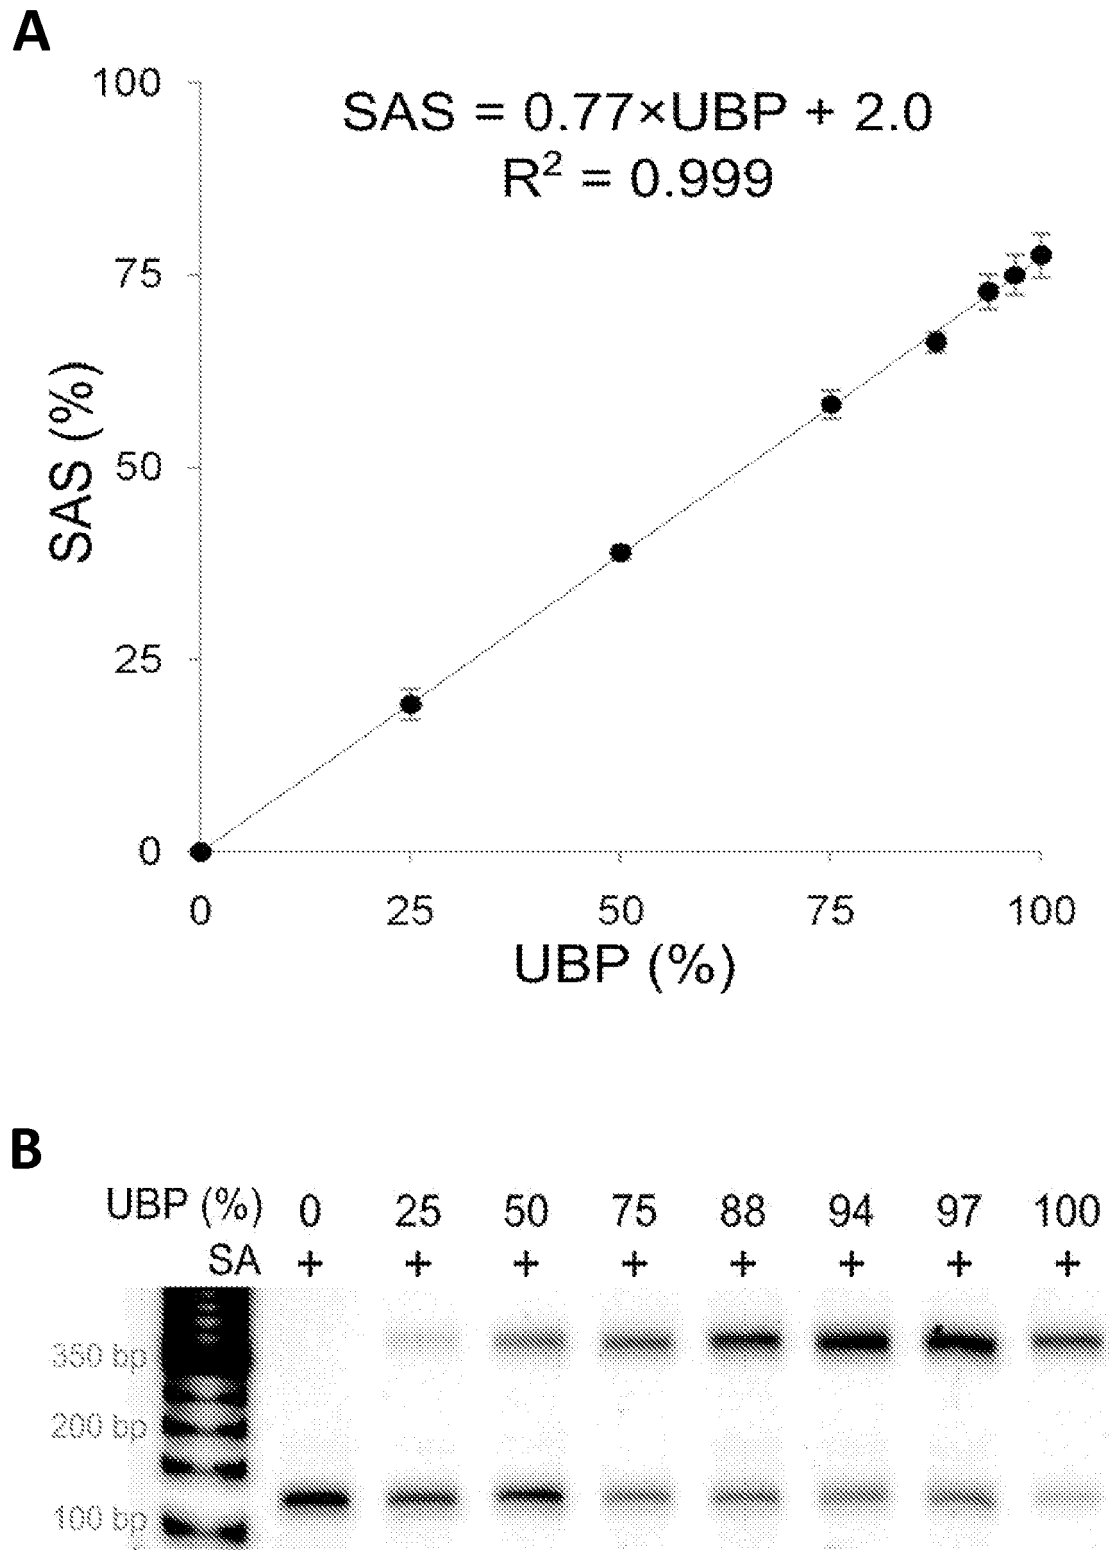 A
SAS = 0.77×UBP + 2.0
R² = 0.999
100
75
50
25
0
SAS (%)
0 25 50 75 100
UBP (%)
B
UBP (%) 0 25 50 75 88 94 97 100
SA + + + + + + + +
350 bp
200 bp
100 bp